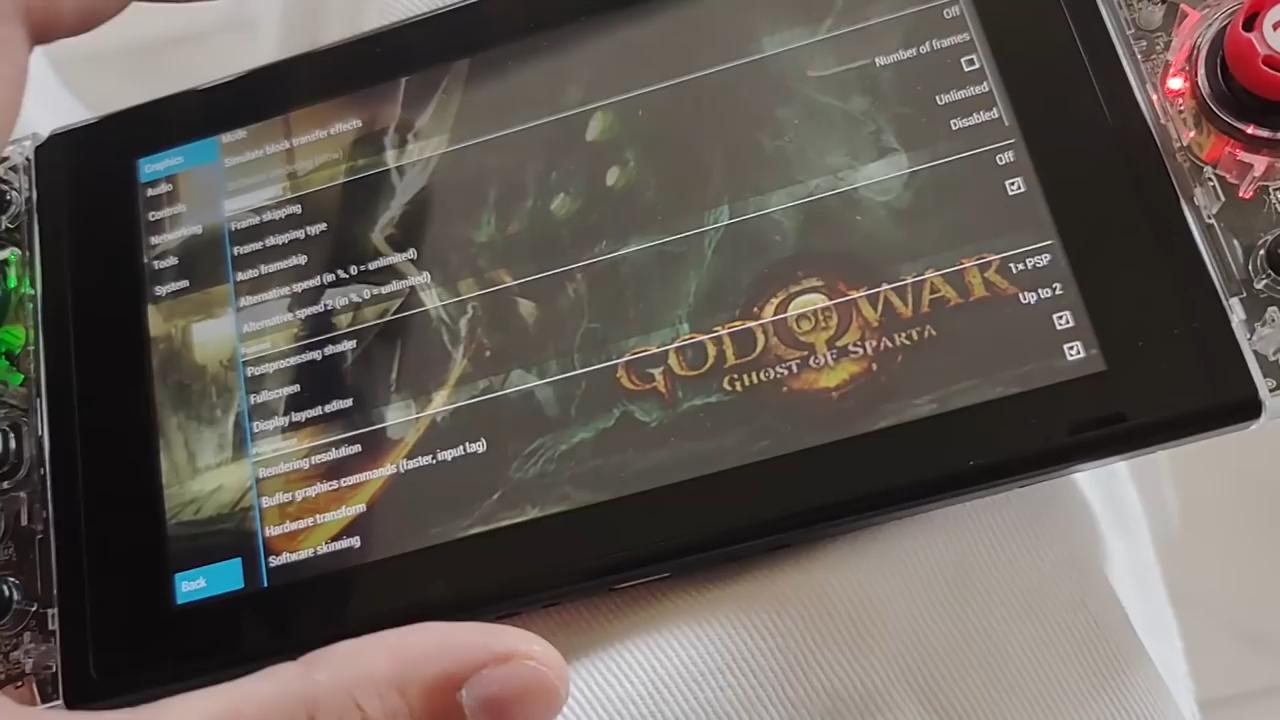 Graphics
Audio
Controls
Networking
Tools
System
Back
Mode
Simulate block transfer effects
Frame skipping Off
Frame skipping type Number of frames
Auto frameskip
Alternative speed (in %, 0 = unlimited) Unlimited
Alternative speed 2 (in %, 0 = unlimited) Disabled
Features
Postprocessing shader Off
Fullscreen
Display layout editor
Performance
Rendering resolution 1× PSP
Buffer graphics commands (faster, input lag) Up to 2
Hardware transform
Software skinning
GOD OF WAR
GHOST OF SPARTA